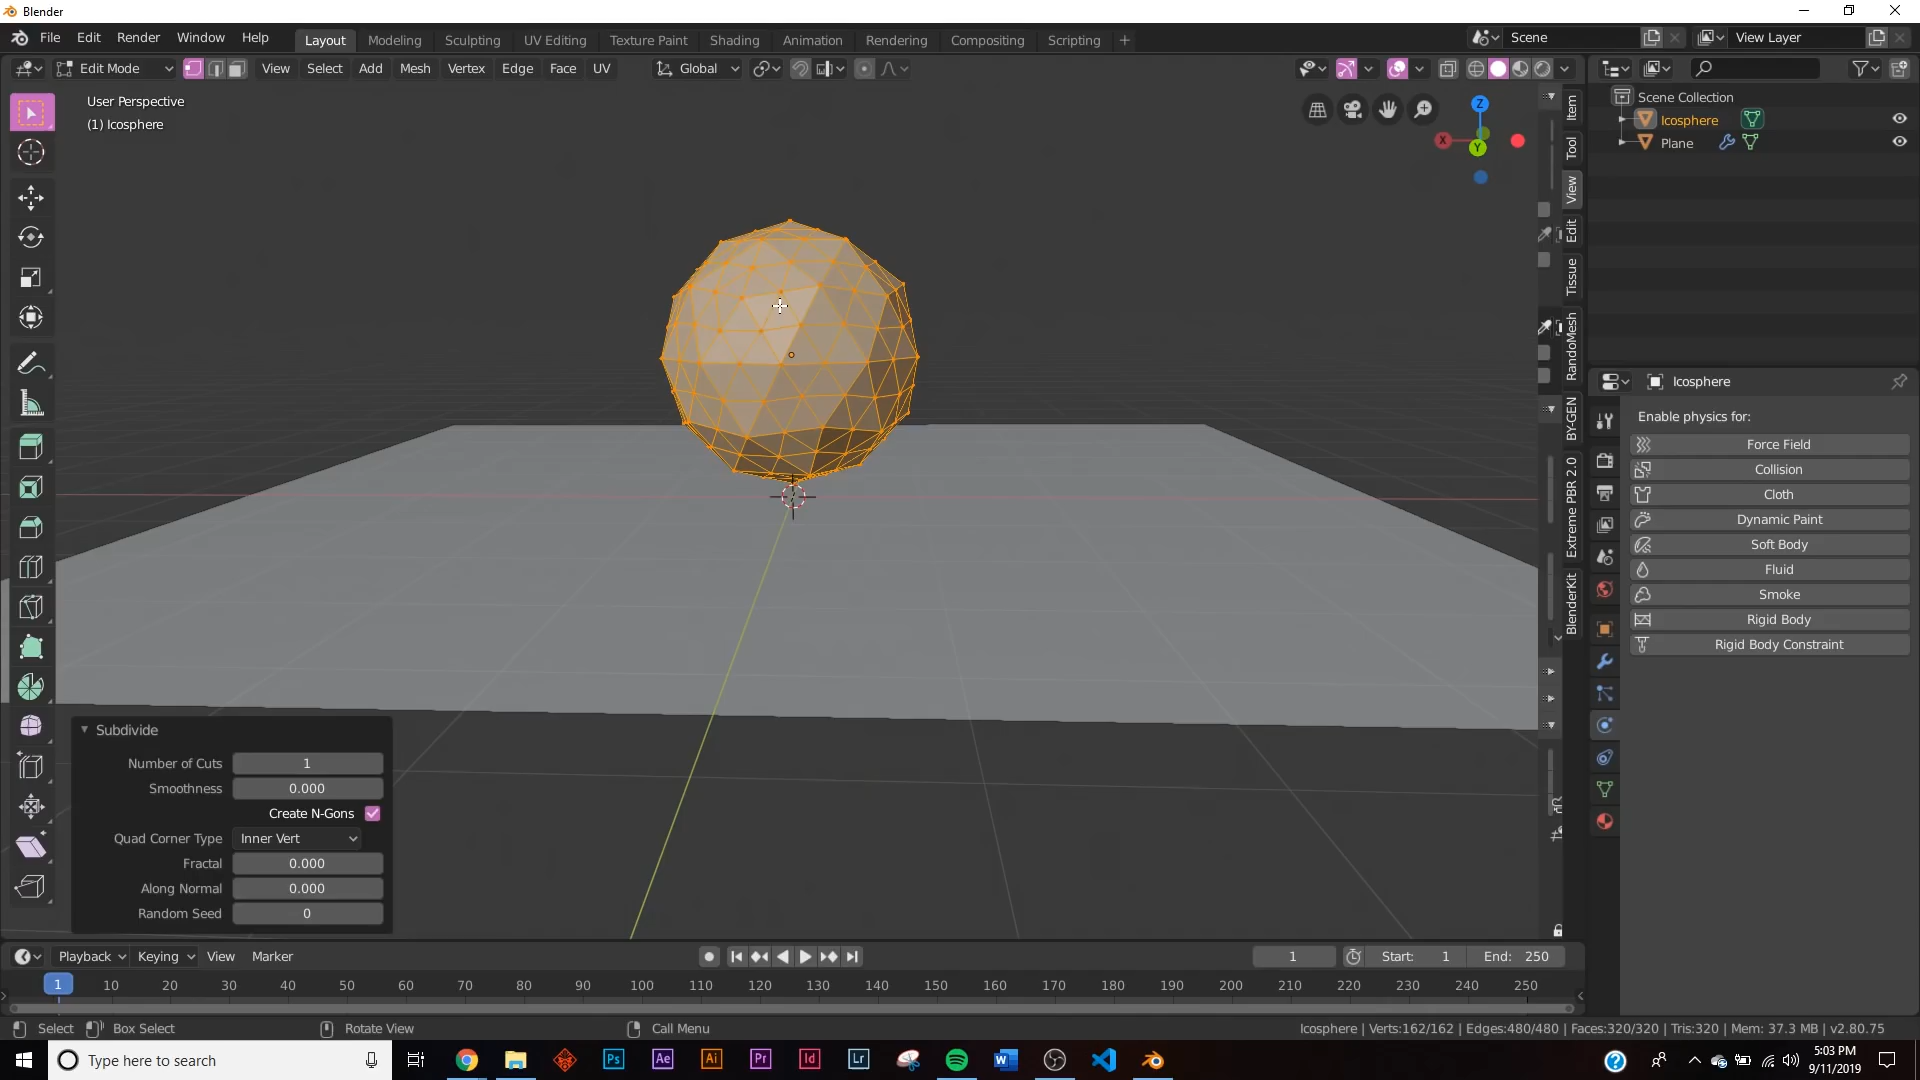 Blender
File Edit Render Window Help
Layout Modeling Sculpting UV Editing Texture Paint Shading Animation Rendering Compositing Scripting +
Scene
View Layer
Edit Mode View Select Add Mesh Vertex Edge Face UV
Global
User Perspective
(1) Icosphere
Z
X
Y
Item
Tool
View
Edit
Tissue
RandoMesh
BY-GEN
Extreme PBR 2.0
BlenderKit
Scene Collection
Icosphere
Plane
Icosphere
Enable physics for:
Force Field
Collision
Cloth
Dynamic Paint
Soft Body
Fluid
Smoke
Rigid Body
Rigid Body Constraint
Subdivide
Number of Cuts 1
Smoothness 0.000
Create N-Gons
Quad Corner Type Inner Vert
Fractal 0.000
Along Normal 0.000
Random Seed 0
Playback Keying View Marker
1
Start: 1
End: 250
1 10 20 30 40 50 60 70 80 90 100 110 120 130 140 150 160 170 180 190 200 210 220 230 240 250
Select Box Select Rotate View Call Menu
Icosphere | Verts:162/162 | Edges:480/480 | Faces:320/320 | Tris:320 | Mem: 37.3 MB | v2.80.75
Type here to search
Ps Ae Ai Pr Id Lr
5:03 PM
9/11/2019